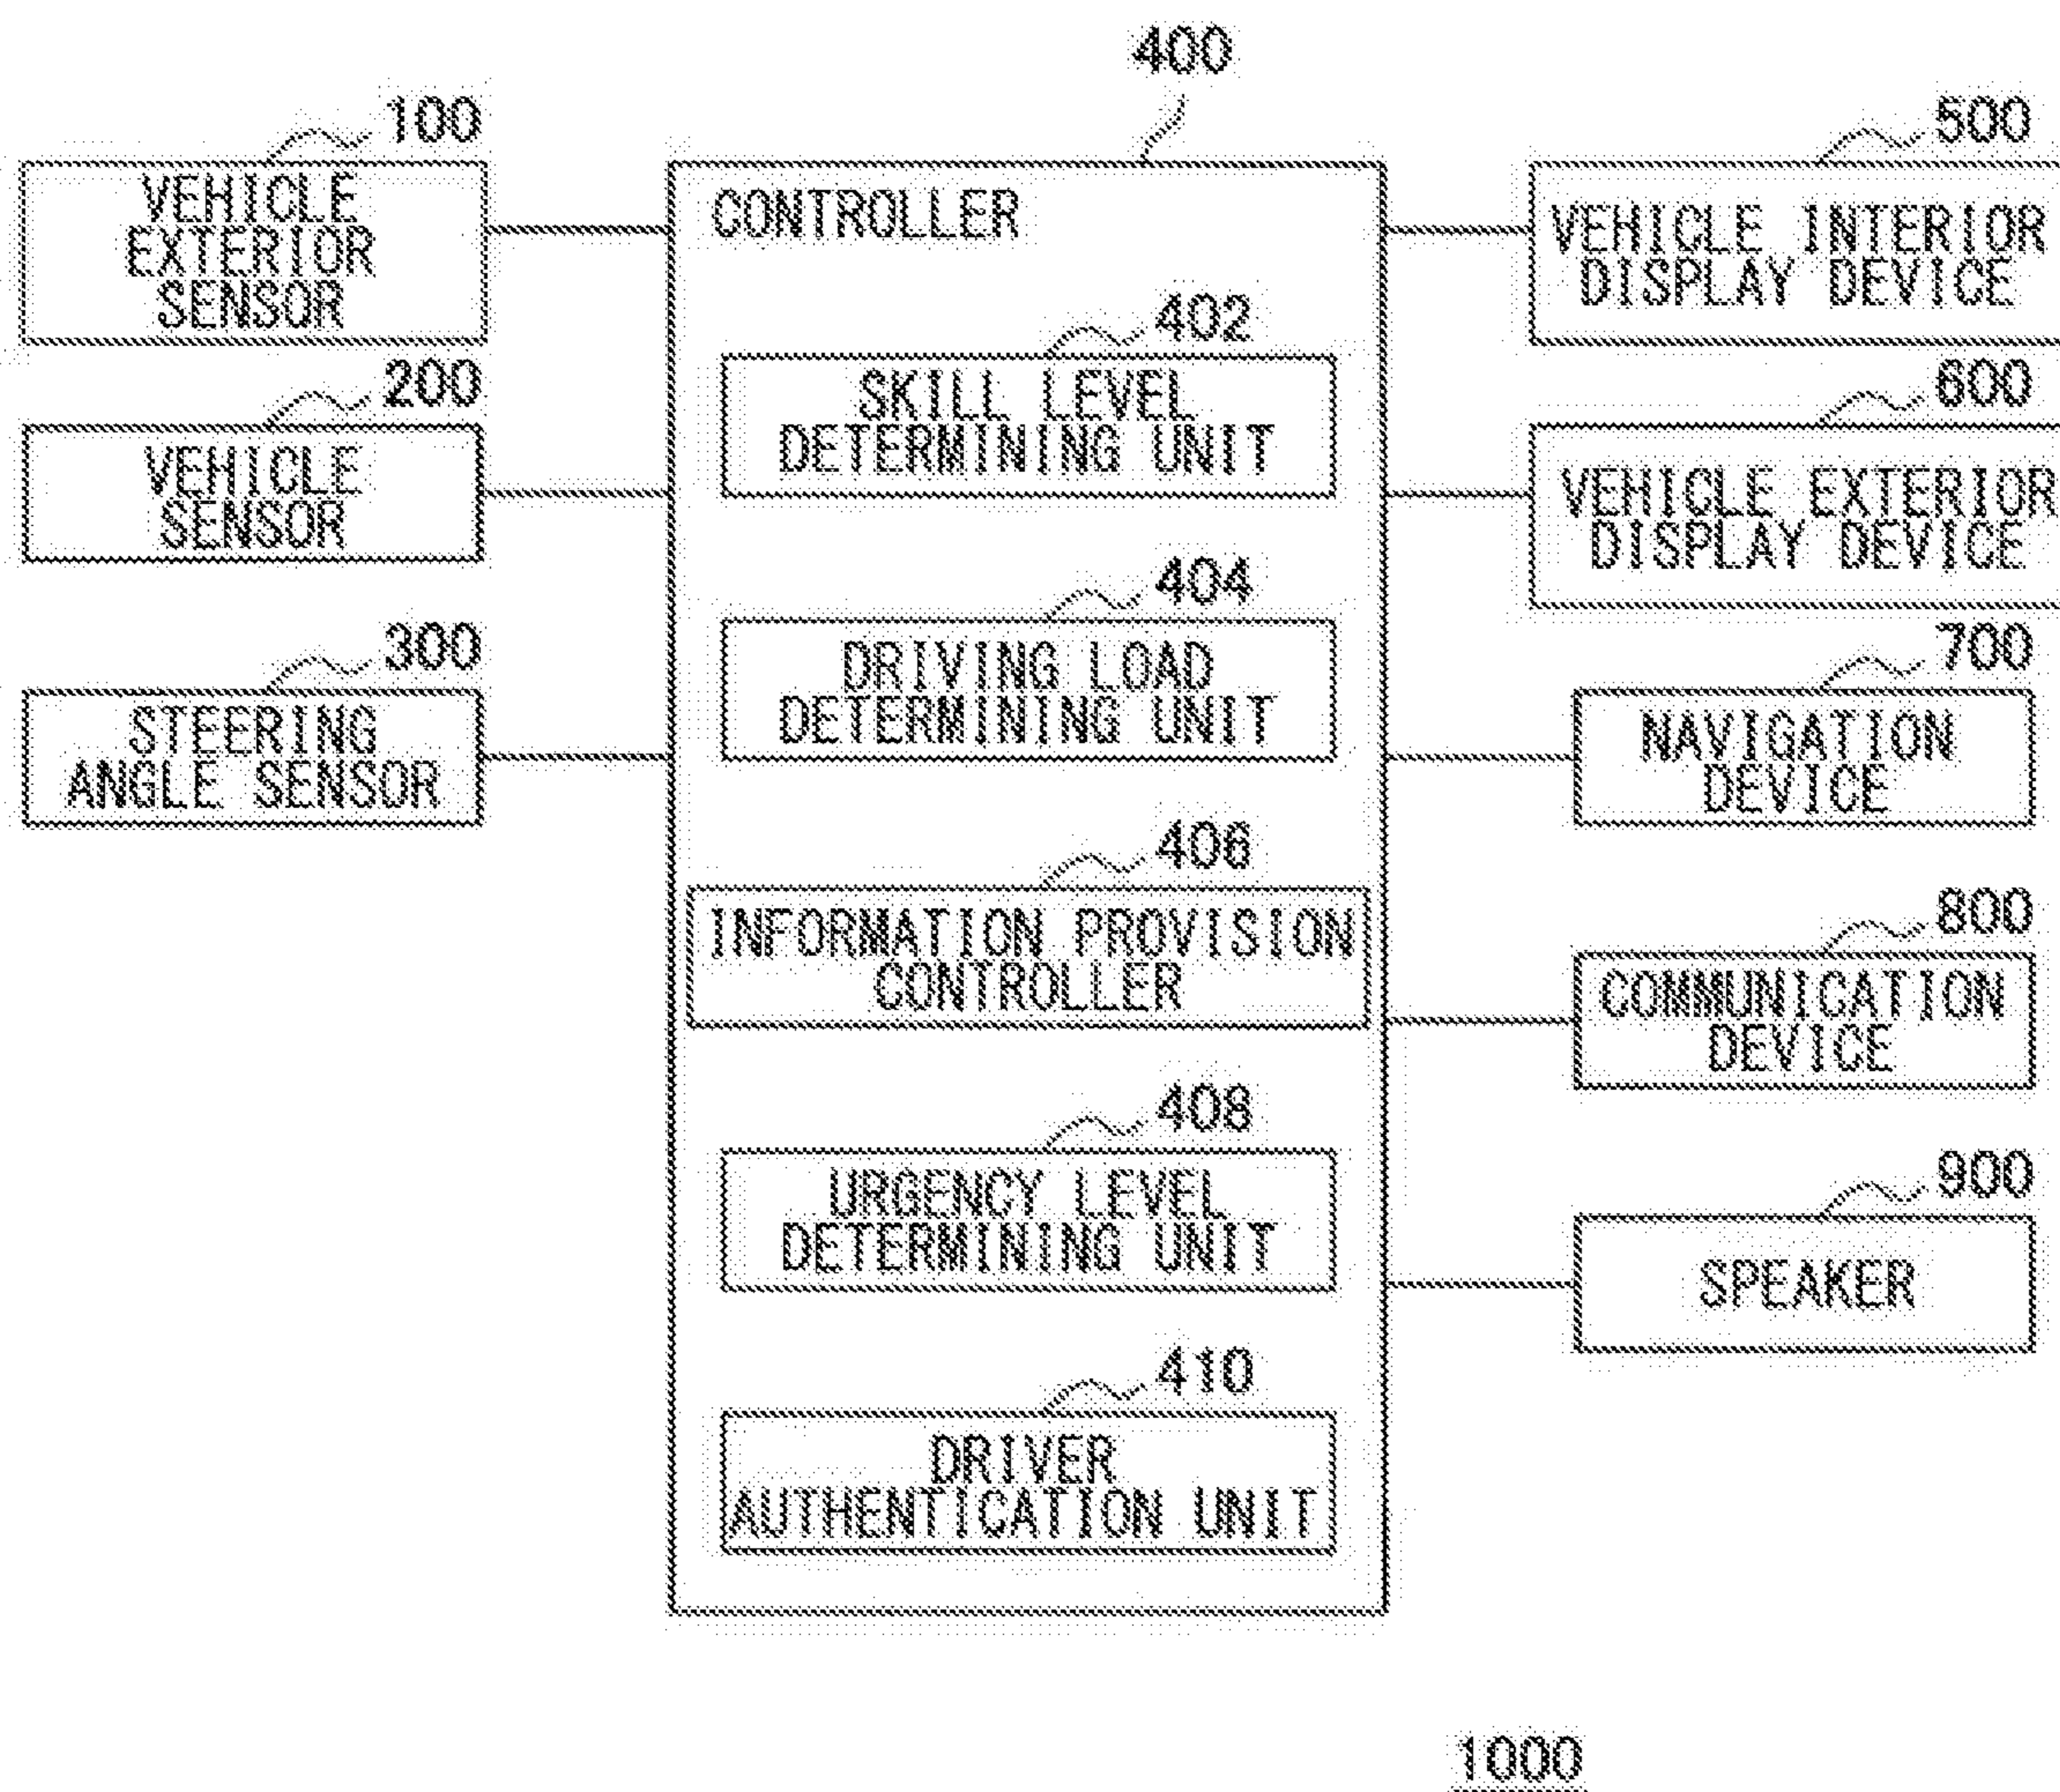 400
100
VEHICLE
EXTERIOR
SENSOR
200
VEHICLE
SENSOR
300
STEERING
ANGLE SENSOR
CONTROLLER
402
SKILL LEVEL
DETERMINING UNIT
404
DRIVING LOAD
DETERMINING UNIT
406
INFORMATION PROVISION
CONTROLLER
408
URGENCY LEVEL
DETERMINING UNIT
410
DRIVER
AUTHENTICATION UNIT
500
VEHICLE INTERIOR
DISPLAY DEVICE
600
VEHICLE EXTERIOR
DISPLAY DEVICE
700
NAVIGATION
DEVICE
800
COMMUNICATION
DEVICE
900
SPEAKER
1000